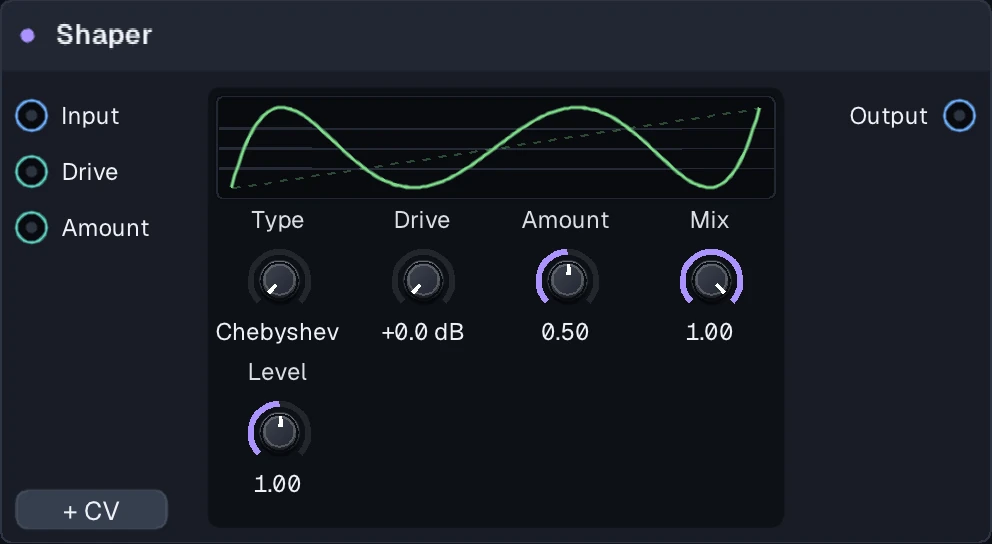 Shaper
Input
Output
Drive
Amount
Type Drive Amount Mix
Chebyshev +0.0 dB 0.50 1.00
Level
1.00
+ CV